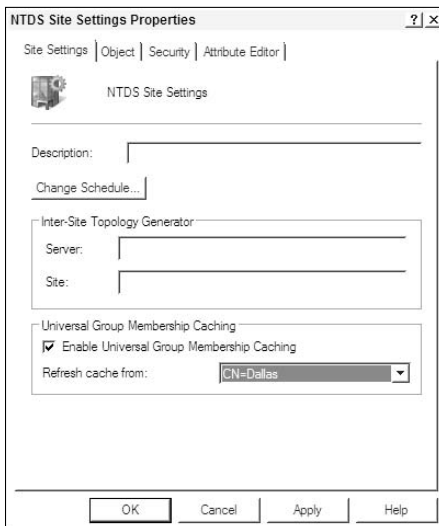 NTDS Site Settings Properties ? ×
Site Settings Object Security Attribute Editor
NTDS Site Settings
Description:
Change Schedule...
Inter-Site Topology Generator
Server:
Site:
Universal Group Membership Caching
Enable Universal Group Membership Caching
Refresh cache from: CN=Dallas
OK Cancel Apply Help